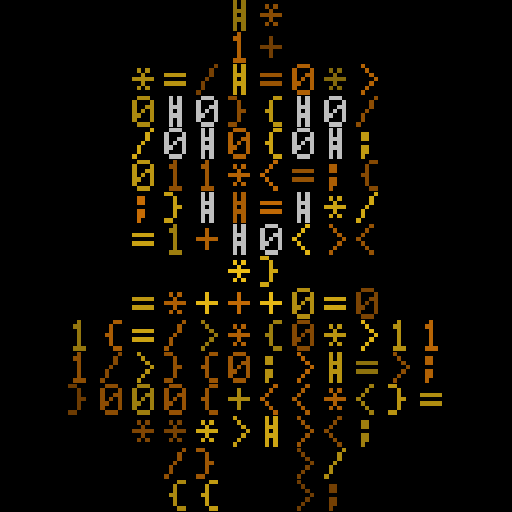 # *
1 +
* = / # = 0 * >
0 # 0 } { # 0 /
/ 0 # 0 { 0 # ;
0 1 1 * < = ; {
; } # # = # * /
= 1 + # 0 < > <
* }
= * + + + 0 = 0
1 { = / > * { 0 * > 1 1
1 / > } { 0 ; > # = > ;
} 0 0 0 { + < < * < } =
* * * > # > > ;
/ } > /
{ { > ;